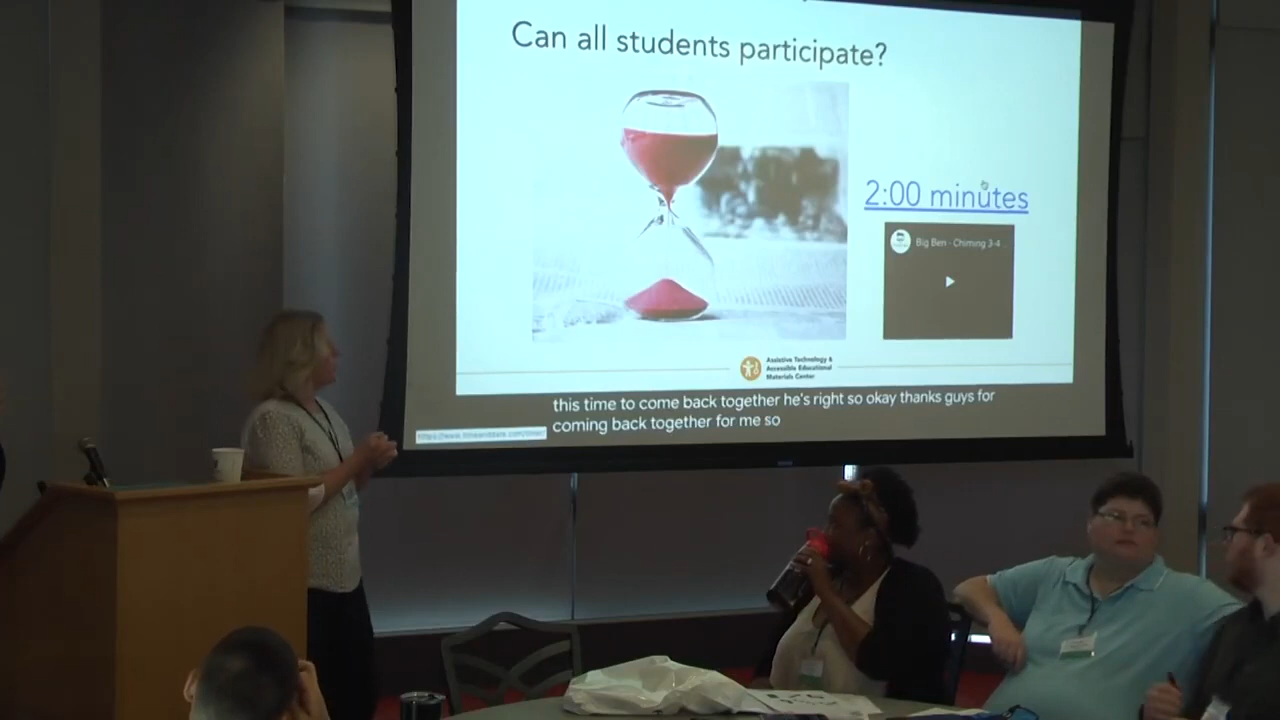 Can all students participate?
2:00 minutes
Big Ben - Chiming 3-4
Assistive Technology &
Accessible Educational
Materials Center
this time to come back together he's right so okay thanks guys for
coming back together for me so